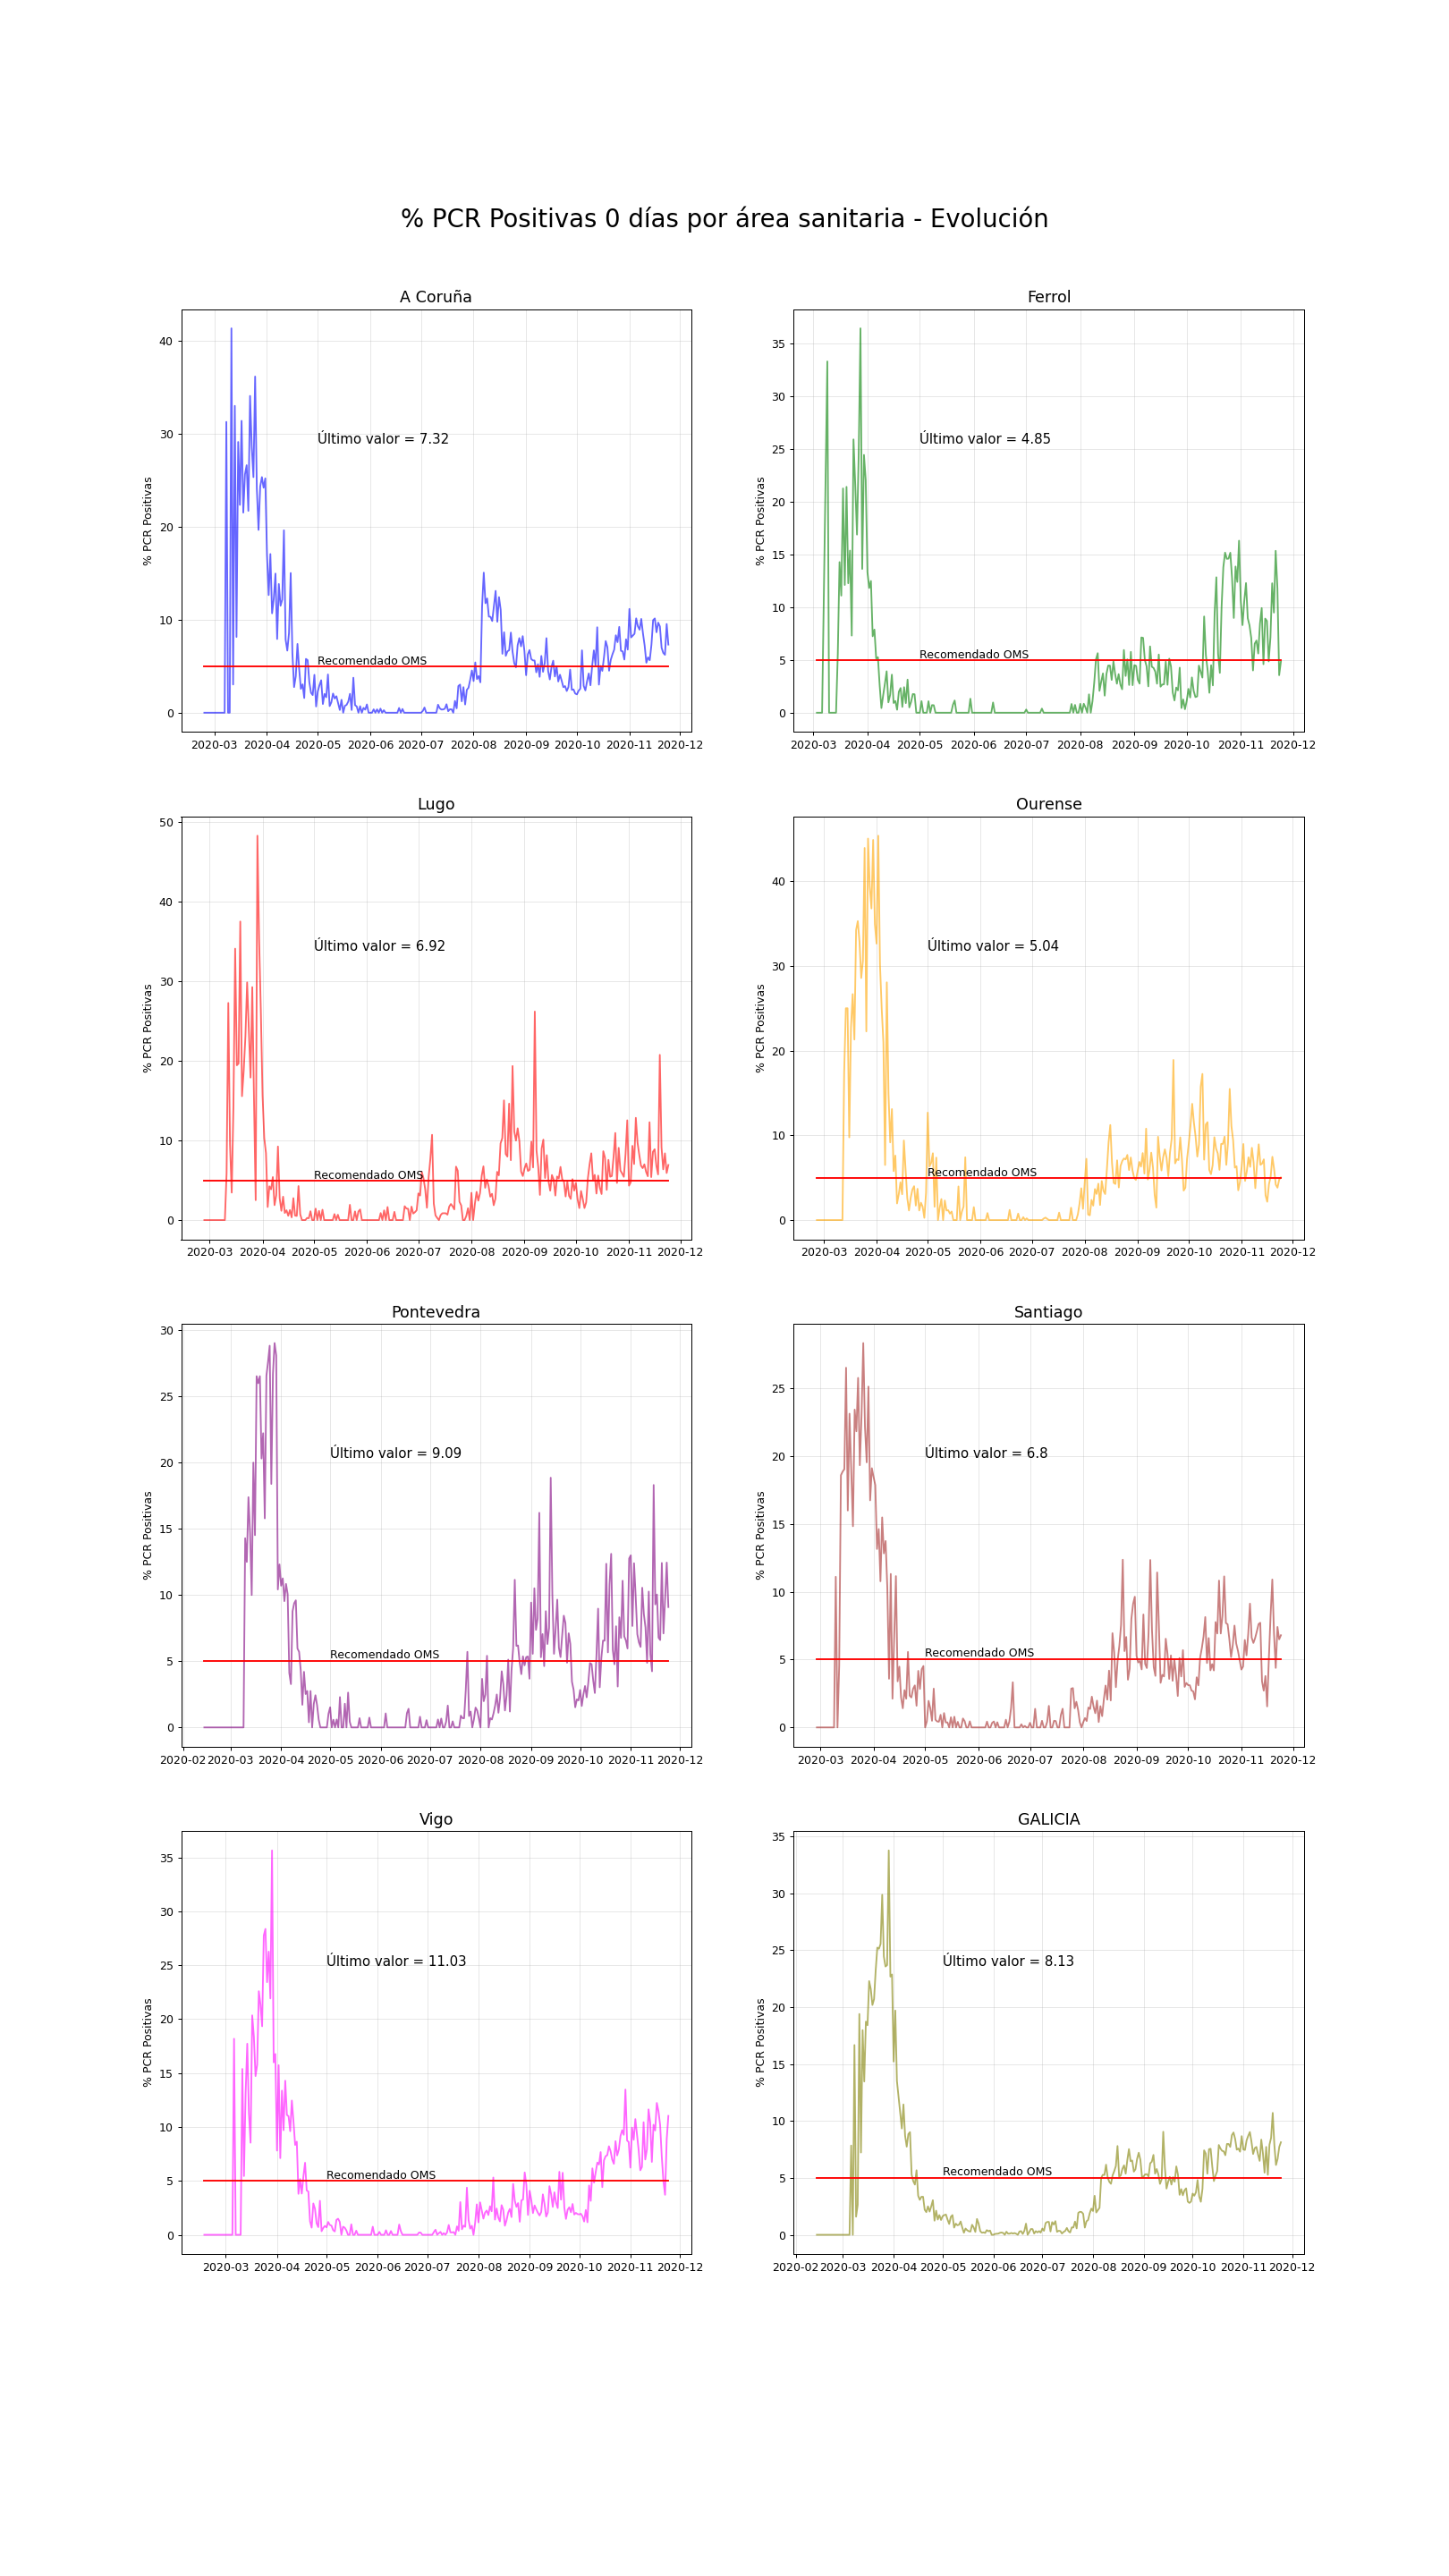 % PCR Positivas 0 días por área sanitaria - Evolución
A Coruña
% PCR Positivas
40
30
20
10
0
Último valor = 7.32
Recomendado OMS
2020-03 2020-04 2020-05 2020-06 2020-07 2020-08 2020-09 2020-10 2020-11 2020-12
Ferrol
% PCR Positivas
35
30
25
20
15
10
5
0
Último valor = 4.85
Recomendado OMS
2020-03 2020-04 2020-05 2020-06 2020-07 2020-08 2020-09 2020-10 2020-11 2020-12
Lugo
% PCR Positivas
50
40
30
20
10
0
Último valor = 6.92
Recomendado OMS
2020-03 2020-04 2020-05 2020-06 2020-07 2020-08 2020-09 2020-10 2020-11 2020-12
Ourense
% PCR Positivas
40
30
20
10
0
Último valor = 5.04
Recomendado OMS
2020-03 2020-04 2020-05 2020-06 2020-07 2020-08 2020-09 2020-10 2020-11 2020-12
Pontevedra
% PCR Positivas
30
25
20
15
10
5
0
Último valor = 9.09
Recomendado OMS
2020-02 2020-03 2020-04 2020-05 2020-06 2020-07 2020-08 2020-09 2020-10 2020-11 2020-12
Santiago
% PCR Positivas
25
20
15
10
5
0
Último valor = 6.8
Recomendado OMS
2020-03 2020-04 2020-05 2020-06 2020-07 2020-08 2020-09 2020-10 2020-11 2020-12
Vigo
% PCR Positivas
35
30
25
20
15
10
5
0
Último valor = 11.03
Recomendado OMS
2020-03 2020-04 2020-05 2020-06 2020-07 2020-08 2020-09 2020-10 2020-11 2020-12
GALICIA
% PCR Positivas
35
30
25
20
15
10
5
0
Último valor = 8.13
Recomendado OMS
2020-02 2020-03 2020-04 2020-05 2020-06 2020-07 2020-08 2020-09 2020-10 2020-11 2020-12